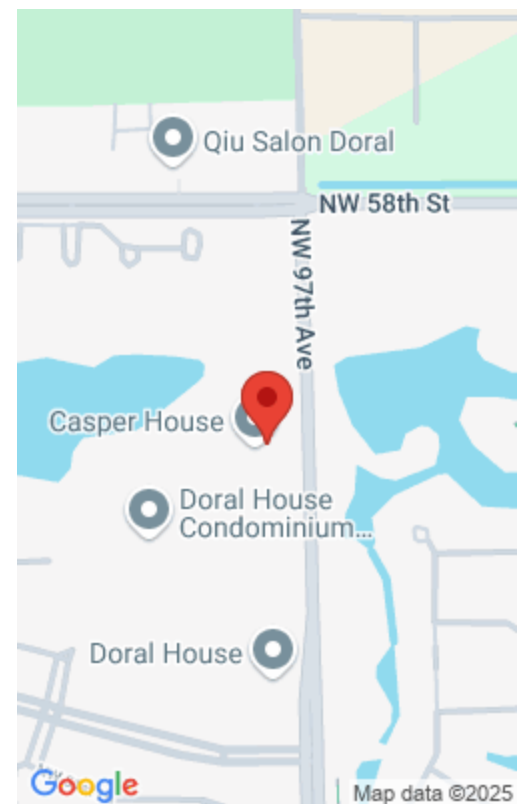 Qiu Salon Doral
NW 58th St
NW 97th Ave
Casper House
Doral House
Condominium...
Doral House
Google
Map data ©2025